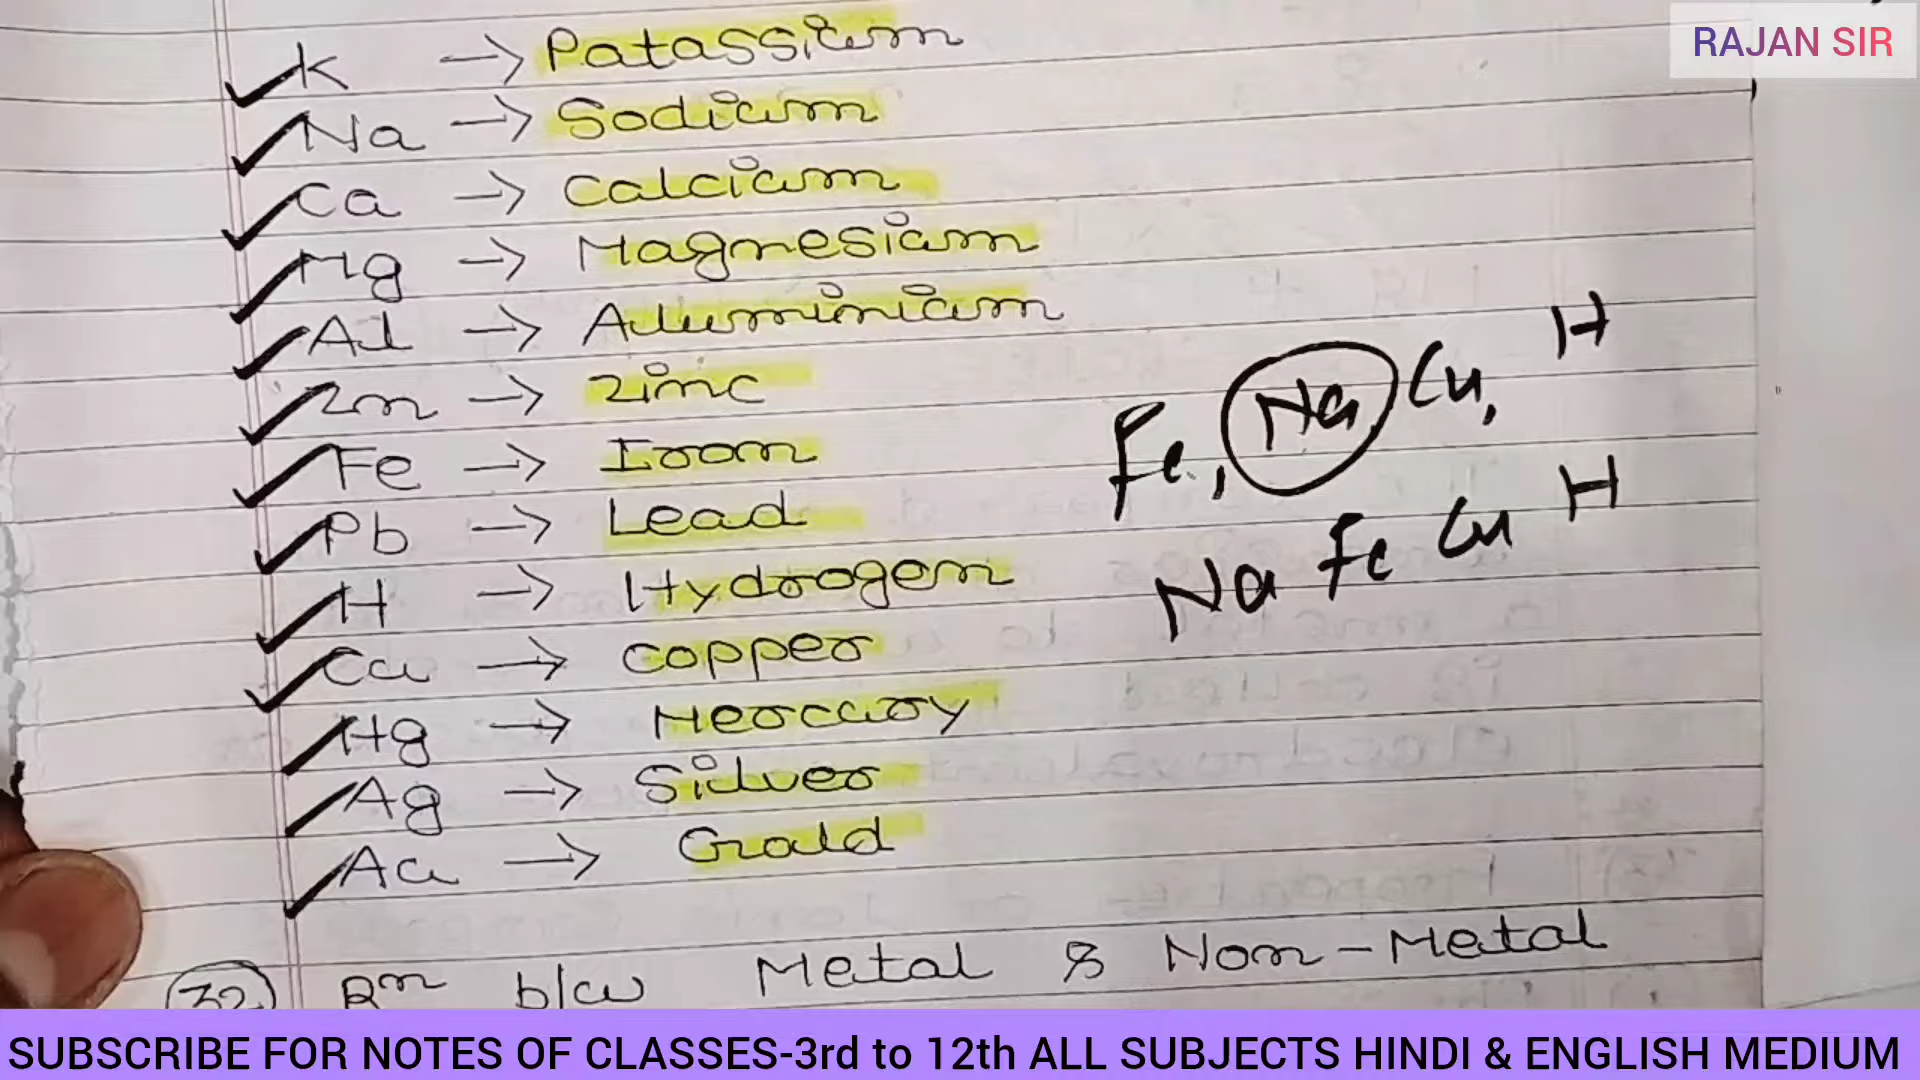 RAJAN SIR
K → Patassium
Na → Sodium
Ca → Calcium
Mg → Magnesium
Al → Aluminium
Zn → Zinc
Fe → Iron
Pb → Lead
H → Hydrogen
Cu → Copper
Hg → Mercury
Ag → Silver
Au → Gold
Fe, Na, Cu, H
Na Fe Cu H
32 Rn b/w Metal & Non-Metal
SUBSCRIBE FOR NOTES OF CLASSES-3rd to 12th ALL SUBJECTS HINDI & ENGLISH MEDIUM